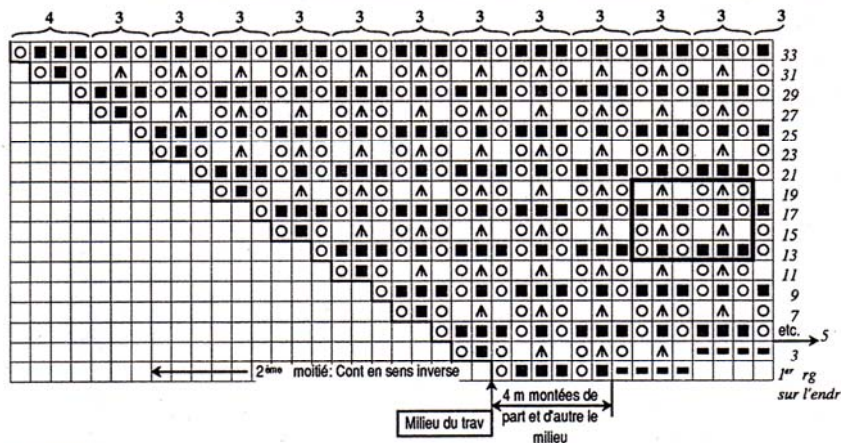 4 3 3 3 3 3 3 3 3 3 3 3 3
33
31
29
27
25
23
21
19
17
15
13
11
9
7
etc. 5
3
2ème moitié: Cont en sens inverse
1er rg
sur l'endr
4 m montées de
part et d'autre le
milieu
Milieu du trav